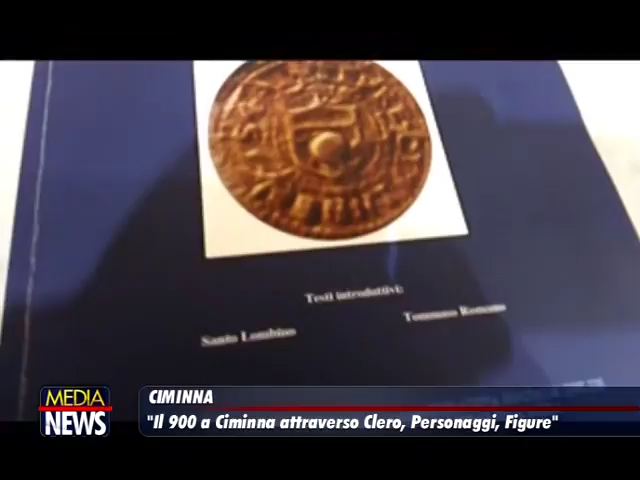 Testi introduttivi:
Santo Lombino
Tommaso Romano
MEDIA
NEWS
CIMINNA
"Il 900 a Ciminna attraverso Clero, Personaggi, Figure"